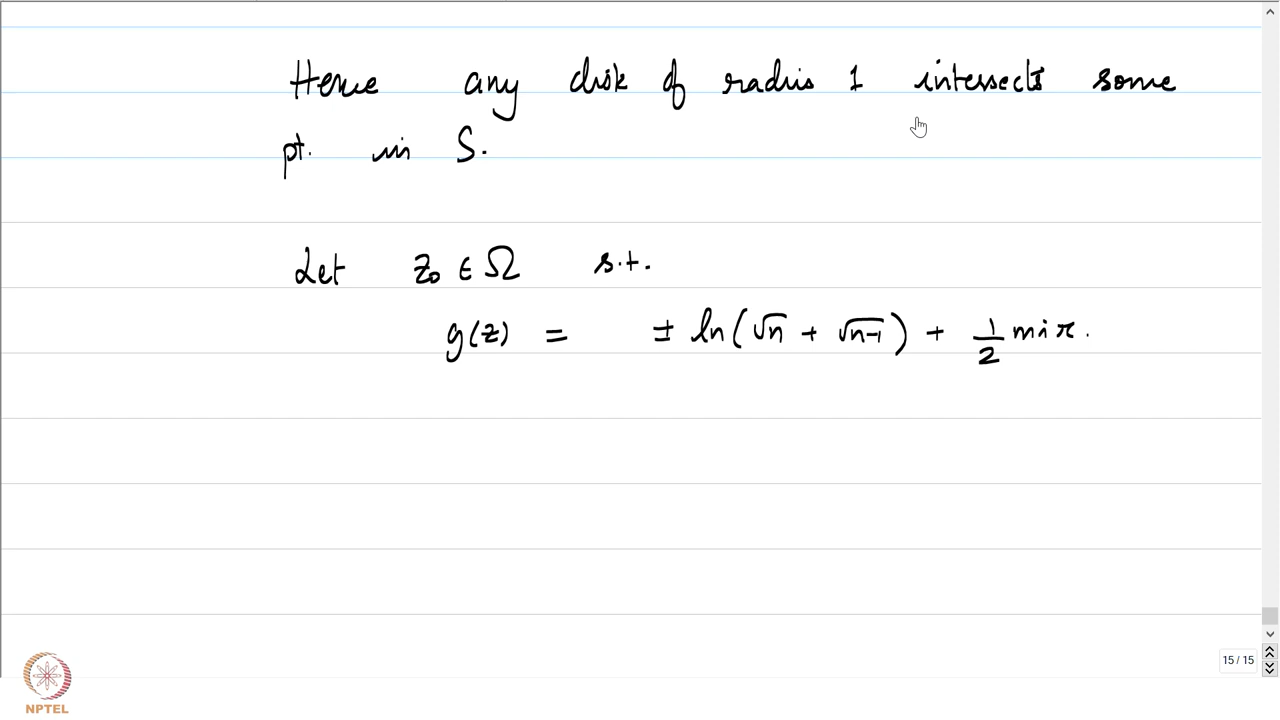 Hence any disk of radius 1 intersects some
pt. in S.
Let z₀ ∈ Ω s.t.
g(z) = ± ln(√n + √n-1) + 1/2 miπ.
15 / 15
NPTEL